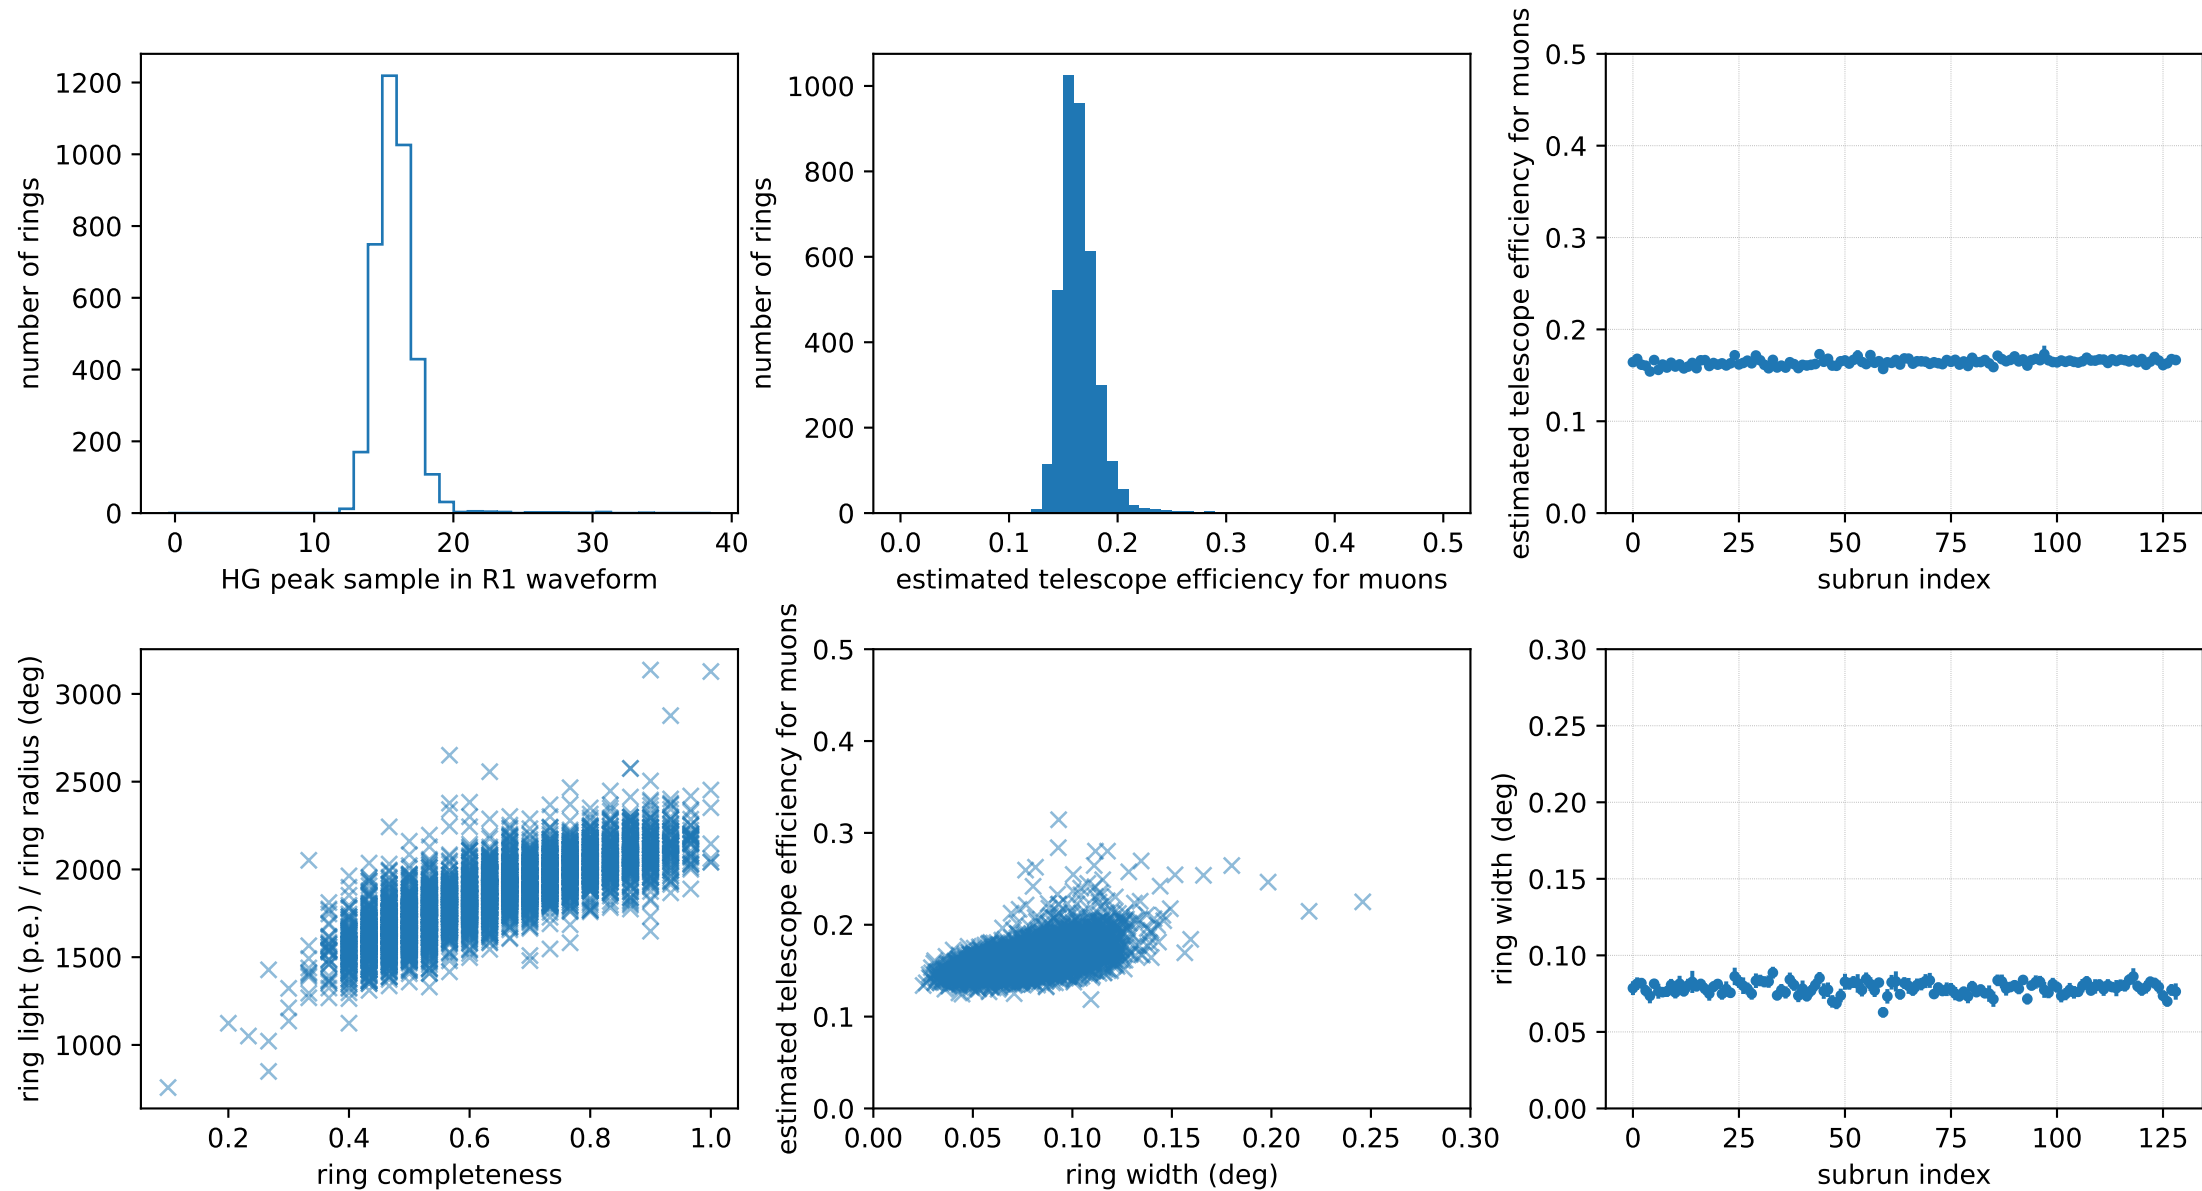 number of rings
1200
1000
800
600
400
200
0
0 10 20 30 40
HG peak sample in R1 waveform
number of rings
1000
800
600
400
200
0
0.0 0.1 0.2 0.3 0.4 0.5
estimated telescope efficiency for muons
estimated telescope efficiency for muons
0.5
0.4
0.3
0.2
0.1
0.0
0 25 50 75 100 125
subrun index
ring light (p.e.) / ring radius (deg)
3000
2500
2000
1500
1000
0.2 0.4 0.6 0.8 1.0
ring completeness
estimated telescope efficiency for muons
0.5
0.4
0.3
0.2
0.1
0.0
0.00 0.05 0.10 0.15 0.20 0.25 0.30
ring width (deg)
ring width (deg)
0.30
0.25
0.20
0.15
0.10
0.05
0.00
0 25 50 75 100 125
subrun index